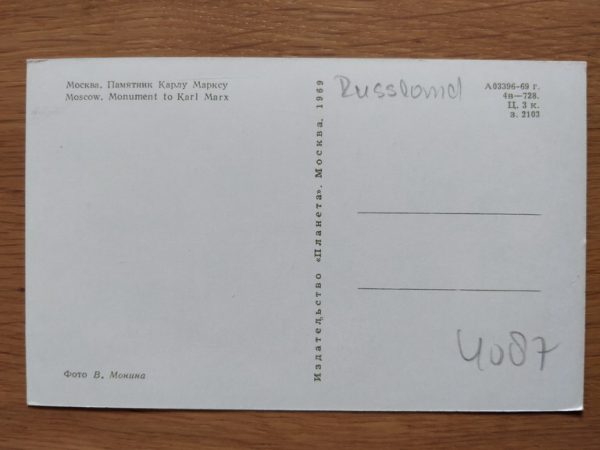 Москва. Памятник Карлу Марксу
Moscow. Monument to Karl Marx
Фото В. Мокина
Издательство «Планета». Москва. 1969
Russland
А03396-69 г.
4в—728.
Ц. 3 к.
з. 2103
4087